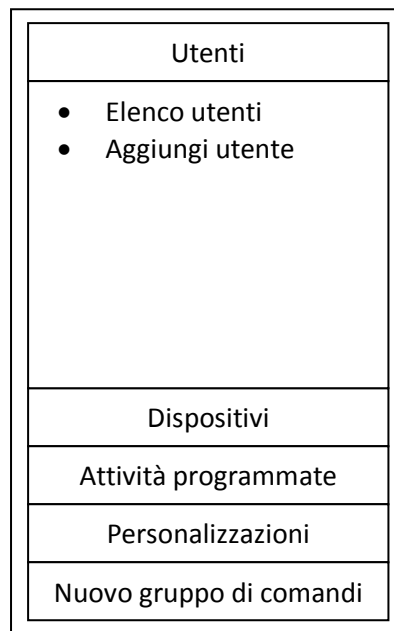 Utenti
• Elenco utenti
• Aggiungi utente
Dispositivi
Attività programmate
Personalizzazioni
Nuovo gruppo di comandi